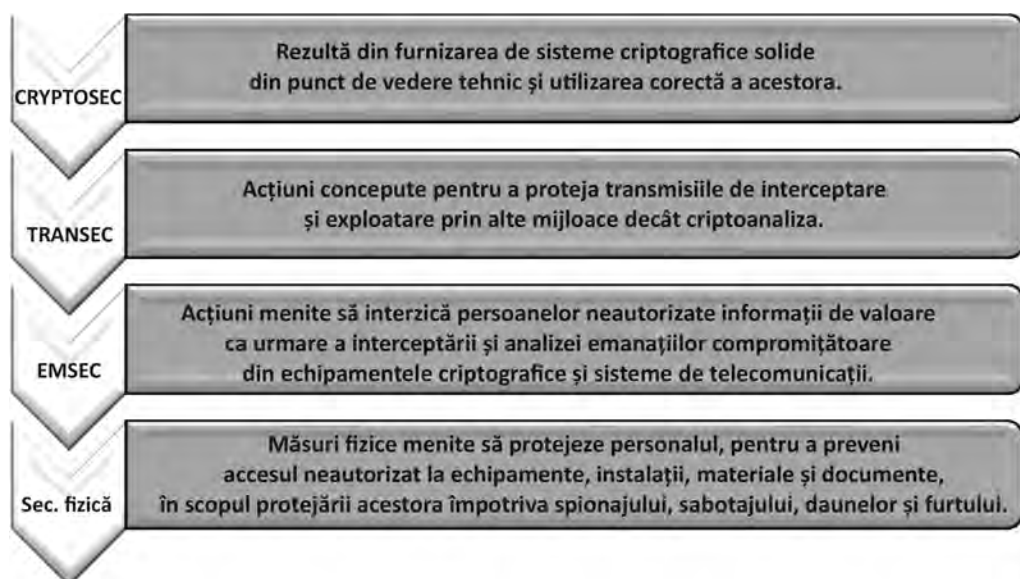 CRYPTOSEC
Rezultă din furnizarea de sisteme criptografice solide
din punct de vedere tehnic și utilizarea corectă a acestora.
TRANSEC
Acțiuni concepute pentru a proteja transmisiile de interceptare
și exploatare prin alte mijloace decât criptoanaliza.
EMSEC
Acțiuni menite să interzică persoanelor neautorizate informații de valoare
ca urmare a interceptării și analizei emanațiilor compromițătoare
din echipamentele criptografice și sisteme de telecomunicații.
Sec. fizică
Măsuri fizice menite să protejeze personalul, pentru a preveni
accesul neautorizat la echipamente, instalații, materiale și documente,
în scopul protejării acestora împotriva spionajului, sabotajului, daunelor și furtului.